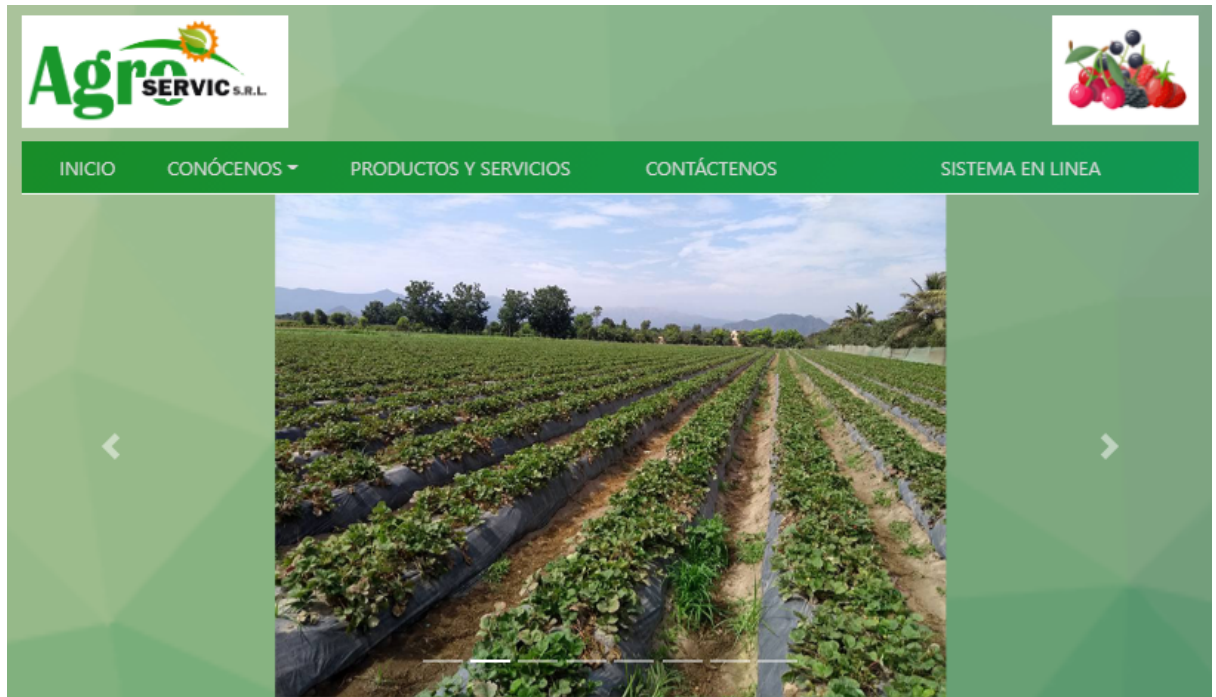 Agro
SERVIC S.R.L.
INICIO CONÓCENOS PRODUCTOS Y SERVICIOS CONTÁCTENOS SISTEMA EN LINEA